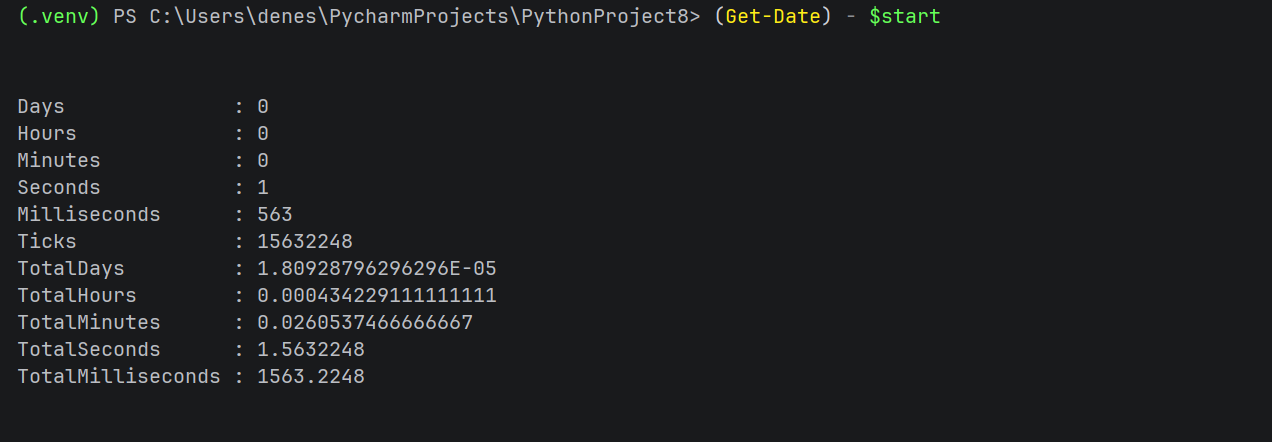 (.venv) PS C:\Users\denes\PycharmProjects\PythonProject8> (Get-Date) - $start
Days              : 0
Hours             : 0
Minutes           : 0
Seconds           : 1
Milliseconds      : 563
Ticks             : 15632248
TotalDays         : 1.80928796296296E-05
TotalHours        : 0.000434229111111111
TotalMinutes      : 0.0260537466666667
TotalSeconds      : 1.5632248
TotalMilliseconds : 1563.2248